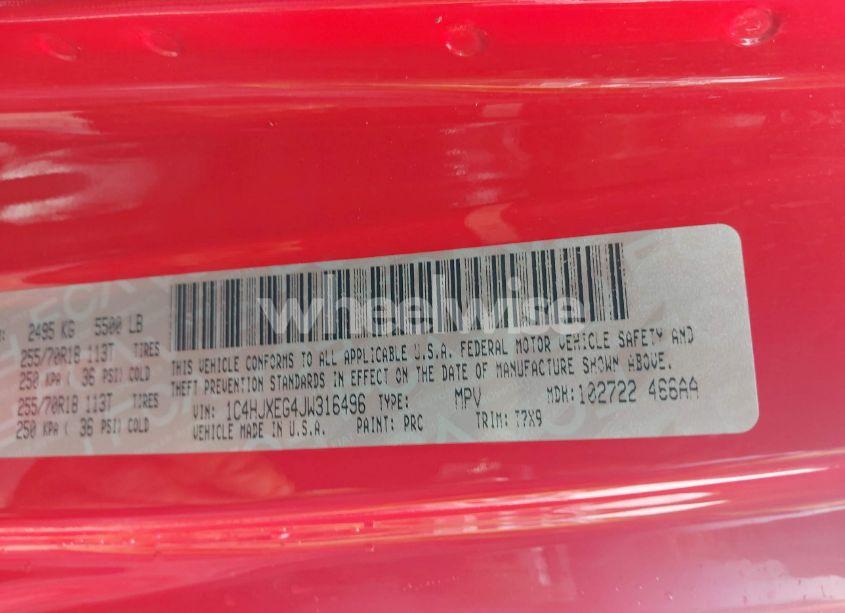 2495 KG 5500 LB
255/70R18 113T TIRES
250 KPA ( 36 PSI) COLD
255/70R18 113T TIRES
250 KPA ( 36 PSI) COLD
THIS VEHICLE CONFORMS TO ALL APPLICABLE U.S.A. FEDERAL MOTOR VEHICLE SAFETY AND
THEFT PREVENTION STANDARDS IN EFFECT ON THE DATE OF MANUFACTURE SHOWN ABOVE.
VIN: 1C4HJXEG4JW316496 TYPE: MPV MDH:102722 466AA
VEHICLE MADE IN U.S.A. PAINT: PRC TRIM: T7X9
wheelwise